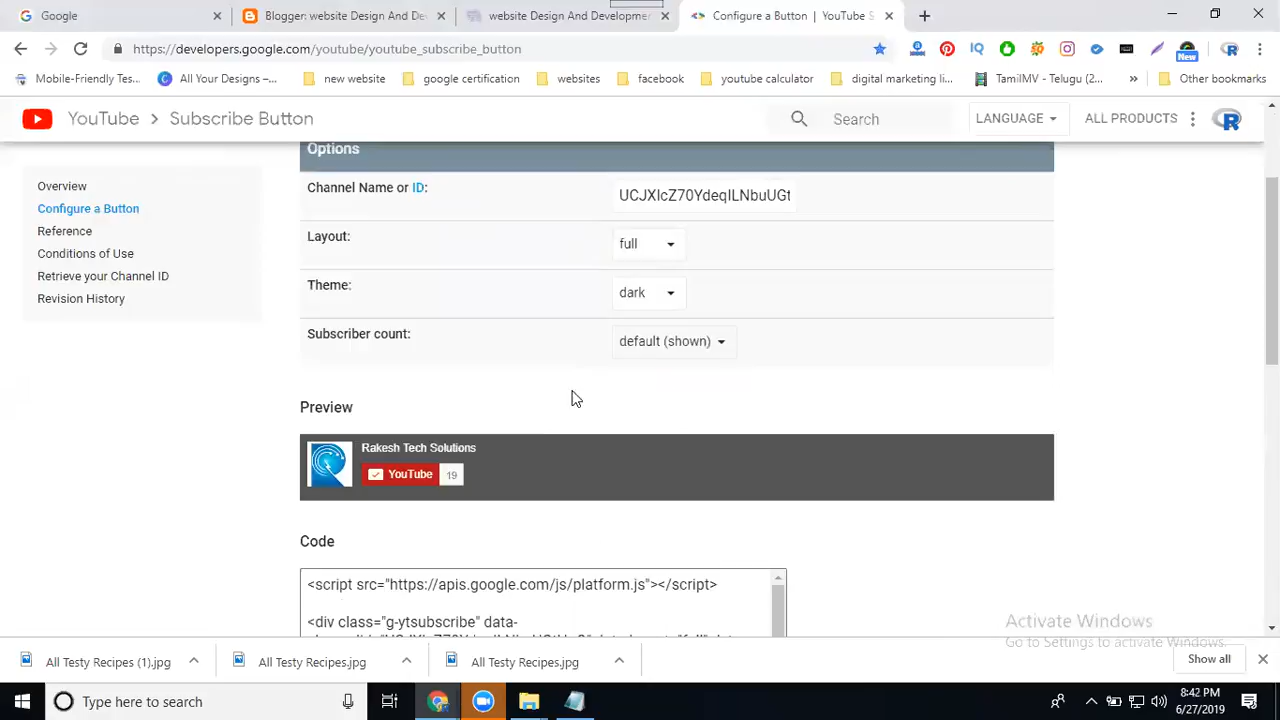 Google
Blogger: website Design And Dev
website Design And Developmen
Configure a Button | YouTube S
https://developers.google.com/youtube/youtube_subscribe_button
New
Mobile-Friendly Tes...
All Your Designs –...
new website
google certification
websites
facebook
youtube calculator
digital marketing li...
TamilMV - Telugu (2...
Other bookmarks
YouTube > Subscribe Button
Search
LANGUAGE
ALL PRODUCTS
Overview
Configure a Button
Reference
Conditions of Use
Retrieve your Channel ID
Revision History
Options
Channel Name or ID:
UCJXIcZ70YdeqILNbuUGt
Layout:
full
Theme:
dark
Subscriber count:
default (shown)
Preview
Rakesh Tech Solutions
YouTube 19
Code
<script src="https://apis.google.com/js/platform.js"></script>
<div class="g-ytsubscribe" data-
Activate Windows
Go to Settings to activate Windows.
All Testy Recipes (1).jpg
All Testy Recipes.jpg
All Testy Recipes.jpg
Show all
Type here to search
8:42 PM
6/27/2019